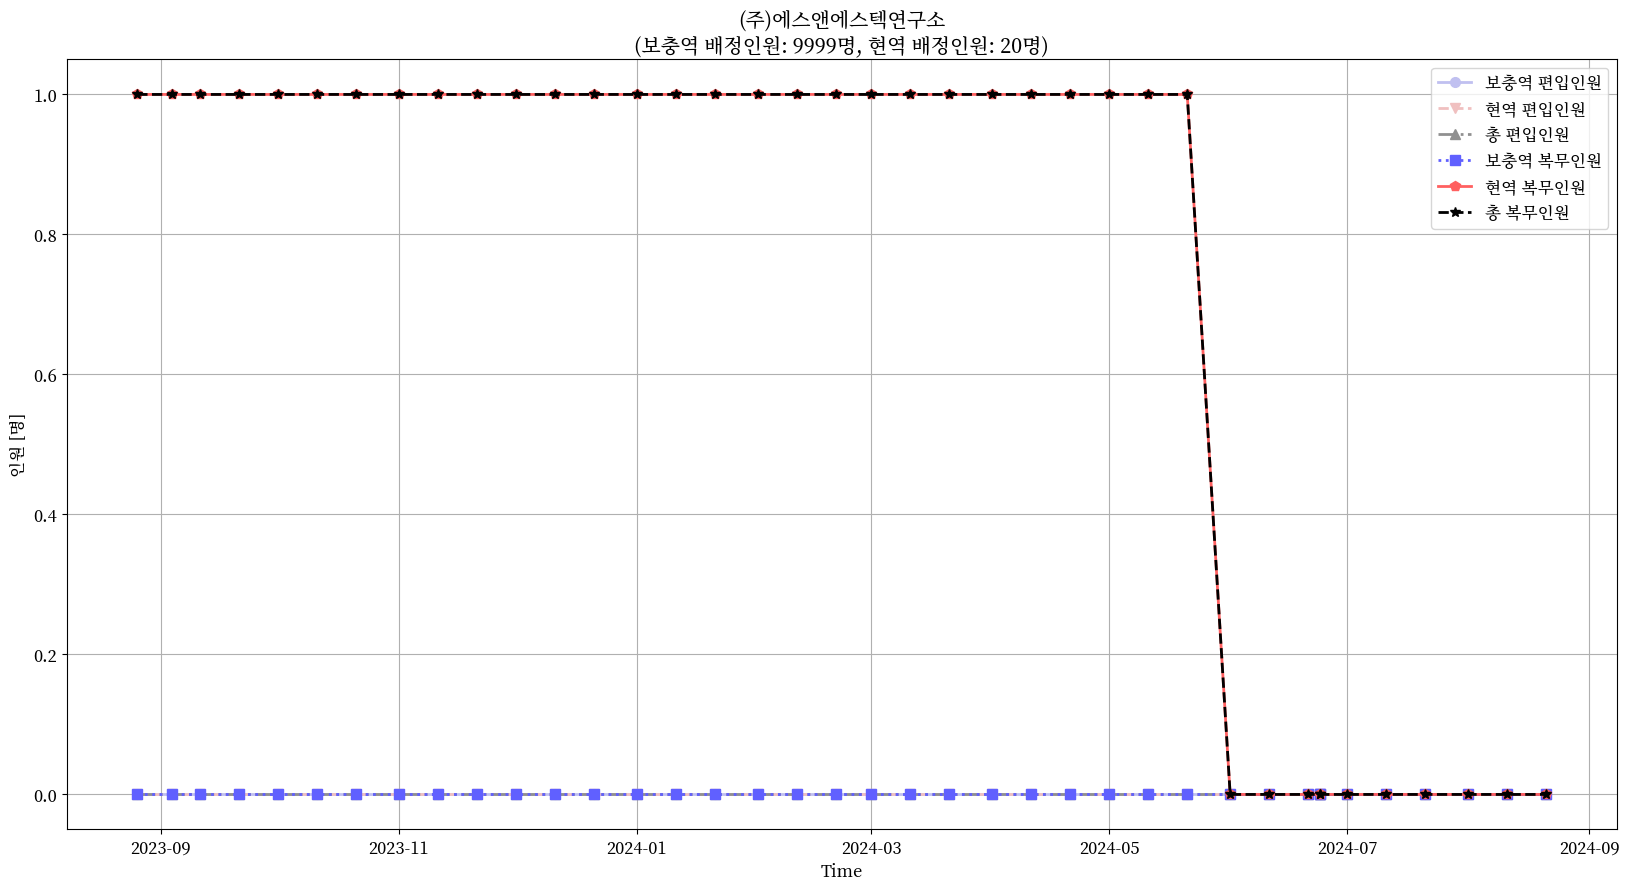 (주)에스앤에스텍연구소
(보충역 배정인원: 9999명, 현역 배정인원: 20명)
보충역 편입인원
현역 편입인원
총 편입인원
보충역 복무인원
현역 복무인원
총 복무인원
1.0
0.8
0.6
0.4
0.2
0.0
인원 [명]
2023-09
2023-11
2024-01
2024-03
2024-05
2024-07
2024-09
Time